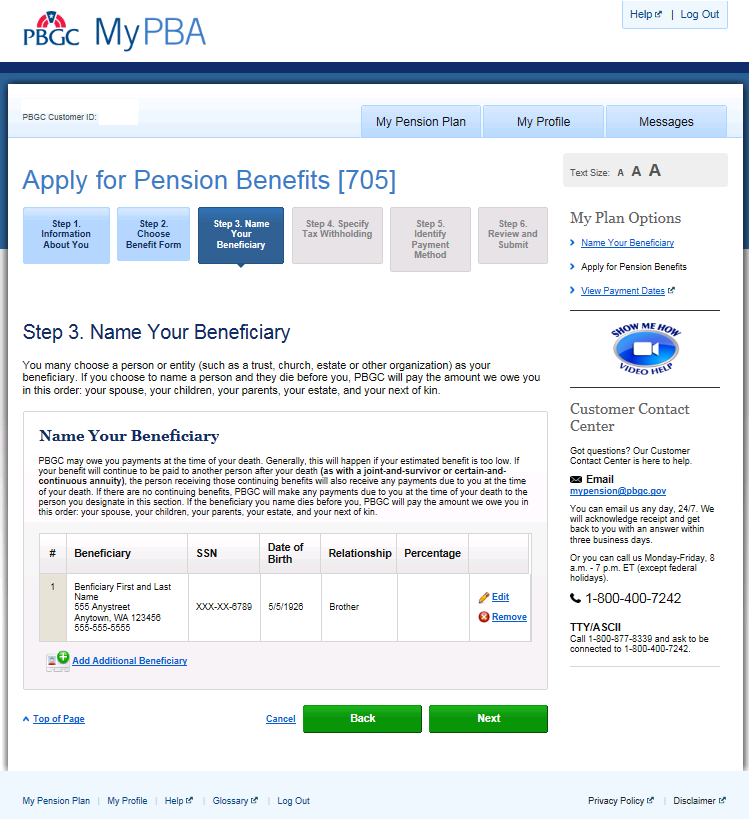 Help | Log Out
PBGC MyPBA
PBGC Customer ID:
My Pension Plan
My Profile
Messages
Apply for Pension Benefits [705]
Step 1.
Information
About You
Step 2.
Choose
Benefit Form
Step 3. Name
Your
Beneficiary
Step 4. Specify
Tax Withholding
Step 5.
Identify
Payment
Method
Step 6.
Review and
Submit
Step 3. Name Your Beneficiary
You many choose a person or entity (such as a trust, church, estate or other organization) as your
beneficiary. If you choose to name a person and they die before you, PBGC will pay the amount we owe you
in this order: your spouse, your children, your parents, your estate, and your next of kin.
Name Your Beneficiary
PBGC may owe you payments at the time of your death. Generally, this will happen if your estimated benefit is too low. If
your benefit will continue to be paid to another person after your death (as with a joint-and-survivor or certain-and-
continuous annuity), the person receiving those continuing benefits will also receive any payments due to you at the time
of your death. If there are no continuing benefits, PBGC will make any payments due to you at the time of your death to the
person you designate in this section. If the beneficiary you name dies before you, PBGC will pay the amount we owe you in
this order: your spouse, your children, your parents, your estate, and your next of kin.
# Beneficiary SSN Date of Birth Relationship Percentage
1 Benficiary First and Last
Name
555 Anystreet
Anytown, WA 123456
555-555-5555
XXX-XX-6789
5/5/1926
Brother
Edit
Remove
Add Additional Beneficiary
Top of Page
Cancel
Back
Next
Text Size: A A A
My Plan Options
Name Your Beneficiary
Apply for Pension Benefits
View Payment Dates
SHOW ME HOW
VIDEO HELP
Customer Contact
Center
Got questions? Our Customer
Contact Center is here to help.
Email
mypension@pbgc.gov
You can email us any day, 24/7. We
will acknowledge receipt and get
back to you with an answer within
three business days.
Or you can call us Monday-Friday, 8
a.m. - 7 p.m. ET (except federal
holidays).
1-800-400-7242
TTY/ASCII
Call 1-800-877-8339 and ask to be
connected to 1-800-400-7242.
My Pension Plan | My Profile | Help | Glossary | Log Out
Privacy Policy | Disclaimer